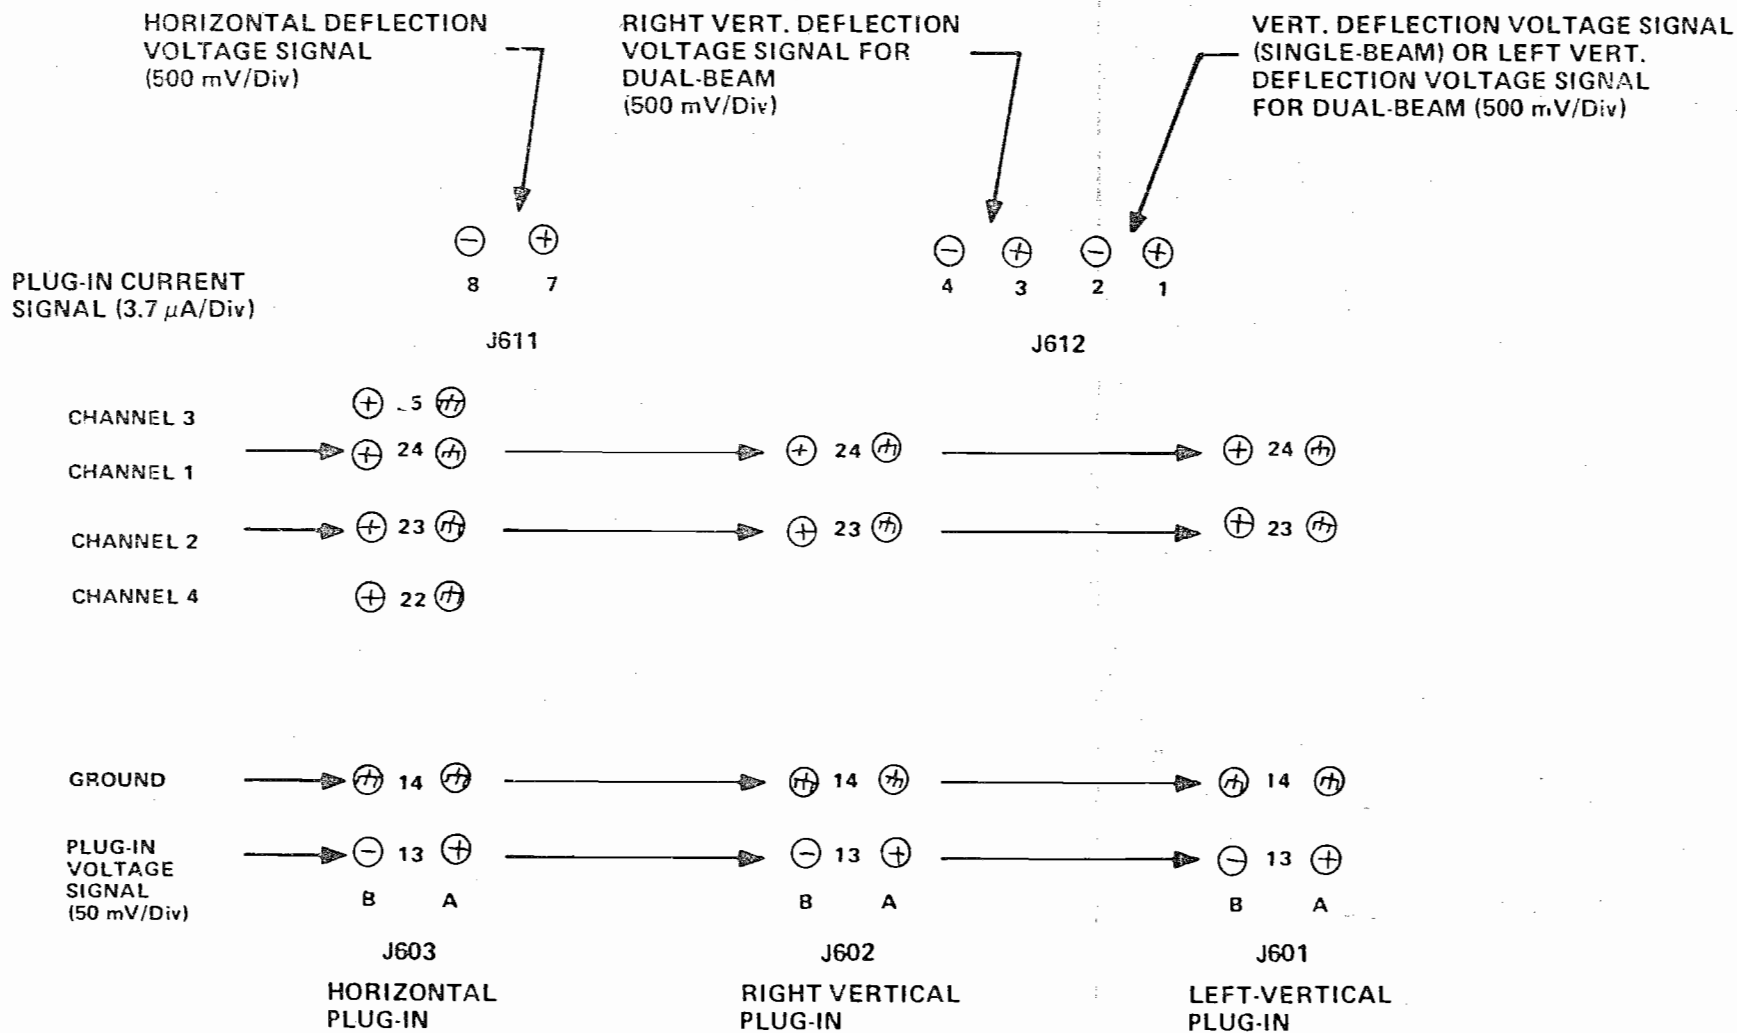 HORIZONTAL DEFLECTION
VOLTAGE SIGNAL
(500 mV/Div)
RIGHT VERT. DEFLECTION
VOLTAGE SIGNAL FOR
DUAL-BEAM
(500 mV/Div)
VERT. DEFLECTION VOLTAGE SIGNAL
(SINGLE-BEAM) OR LEFT VERT.
DEFLECTION VOLTAGE SIGNAL
FOR DUAL-BEAM (500 mV/Div)
− +
8 7
J611
− + − +
4 3 2 1
J612
PLUG-IN CURRENT
SIGNAL (3.7 μA/Div)
CHANNEL 3
+ 5
CHANNEL 1
+ 24 + 24 + 24
CHANNEL 2
+ 23 + 23 + 23
CHANNEL 4
+ 22
GROUND
14 14 14
PLUG-IN
VOLTAGE
SIGNAL
(50 mV/Div)
− 13 + − 13 + − 13 +
B A B A B A
J603
HORIZONTAL
PLUG-IN
J602
RIGHT VERTICAL
PLUG-IN
J601
LEFT-VERTICAL
PLUG-IN